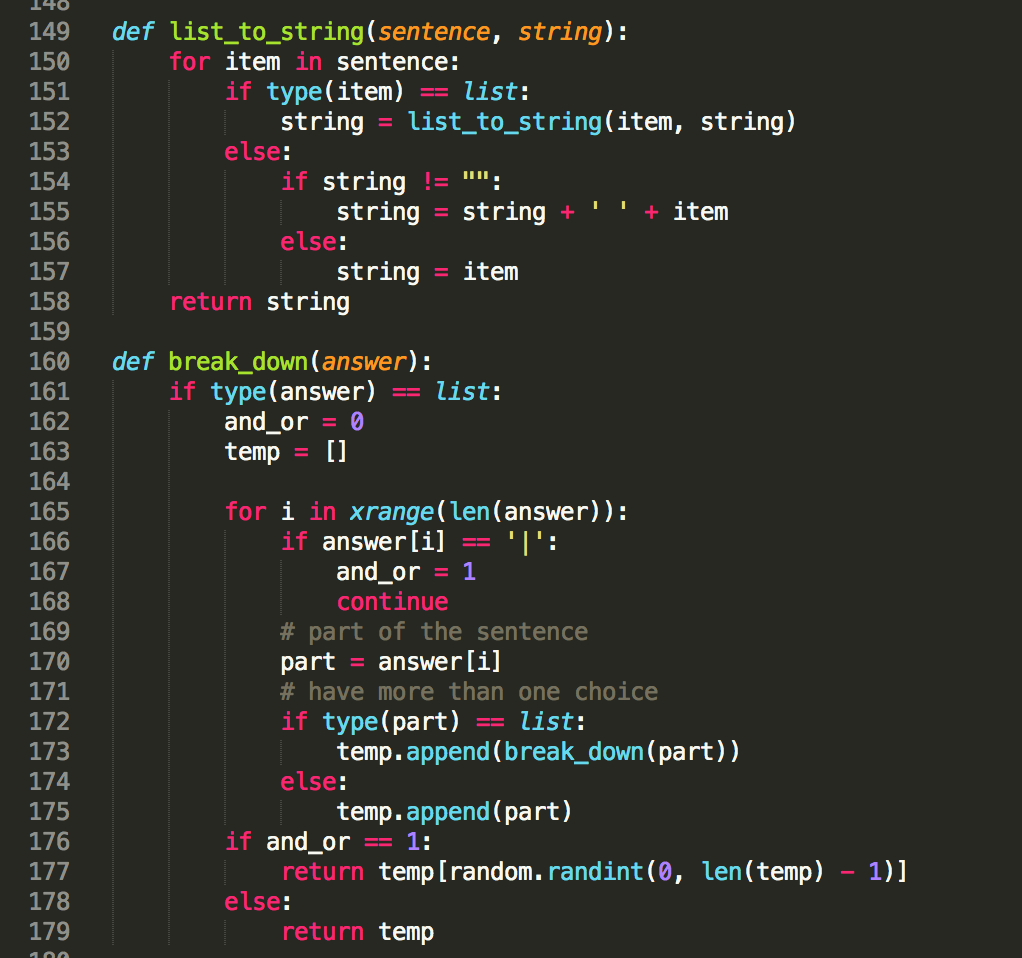 148
149 def list_to_string(sentence, string):
150     for item in sentence:
151         if type(item) == list:
152             string = list_to_string(item, string)
153         else:
154             if string != "":
155                 string = string + ' ' + item
156             else:
157                 string = item
158     return string
159
160 def break_down(answer):
161     if type(answer) == list:
162         and_or = 0
163         temp = []
164
165         for i in xrange(len(answer)):
166             if answer[i] == '|':
167                 and_or = 1
168                 continue
169             # part of the sentence
170             part = answer[i]
171             # have more than one choice
172             if type(part) == list:
173                 temp.append(break_down(part))
174             else:
175                 temp.append(part)
176         if and_or == 1:
177             return temp[random.randint(0, len(temp) - 1)]
178         else:
179             return temp
180